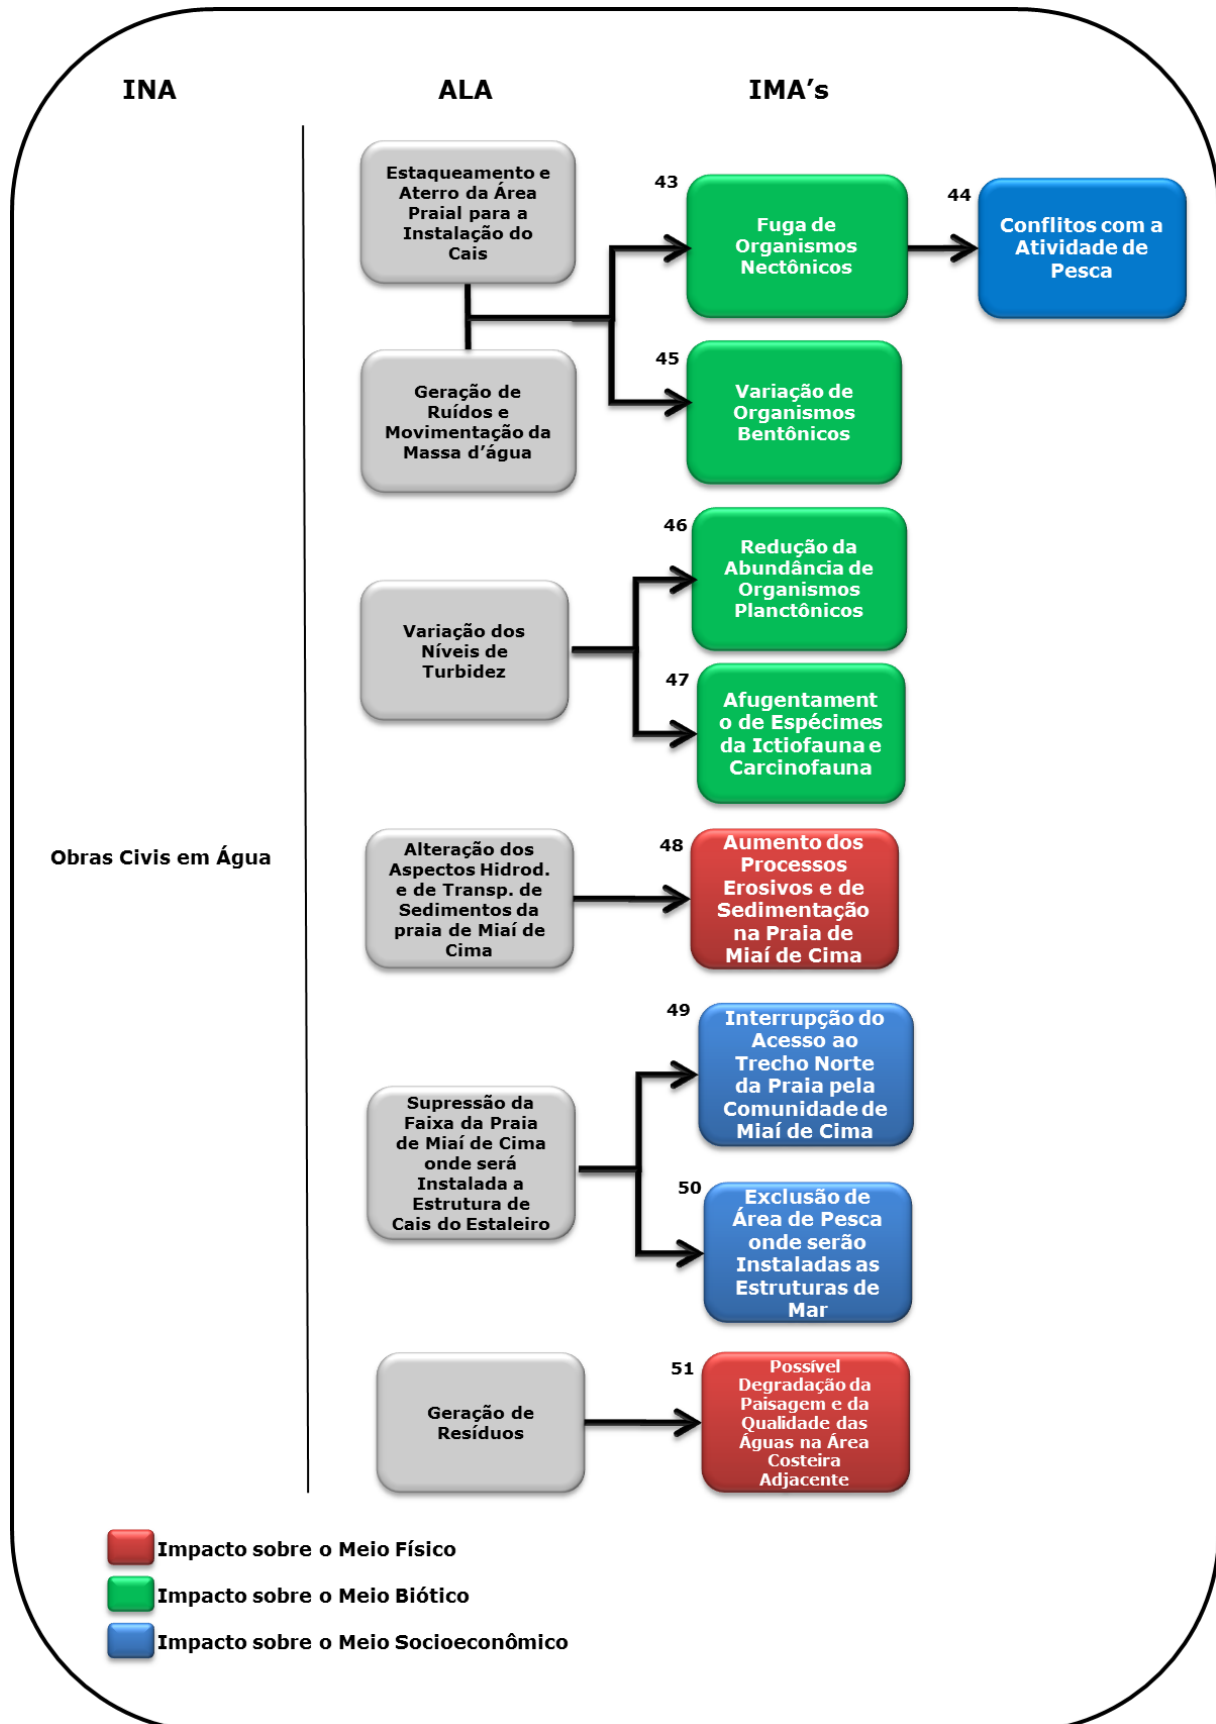 INA
ALA
IMA's
Estaqueamento e
Aterro da Área
Praial para a
Instalação do
Cais
43
Fuga de
Organismos
Nectônicos
44
Conflitos com a
Atividade de
Pesca
Geração de
Ruídos e
Movimentação da
Massa d'água
45
Variação de
Organismos
Bentônicos
46
Redução da
Abundância de
Organismos
Planctônicos
Variação dos
Níveis de
Turbidez
47
Afugentament
o de Espécimes
da Ictiofauna e
Carcinofauna
Obras Civis em Água
Alteração dos
Aspectos Hidrod.
e de Transp. de
Sedimentos da
praia de Miaí de
Cima
48
Aumento dos
Processos
Erosivos e de
Sedimentação
na Praia de
Miaí de Cima
49
Interrupção do
Acesso ao
Trecho Norte
da Praia pela
Comunidade de
Miaí de Cima
Supressão da
Faixa da Praia
de Miaí de Cima
onde será
Instalada a
Estrutura de
Cais do Estaleiro
50
Exclusão de
Área de Pesca
onde serão
Instaladas as
Estruturas de
Mar
Geração de
Resíduos
51
Possível
Degradação da
Paisagem e da
Qualidade das
Águas na Área
Costeira
Adjacente
Impacto sobre o Meio Físico
Impacto sobre o Meio Biótico
Impacto sobre o Meio Socioeconômico